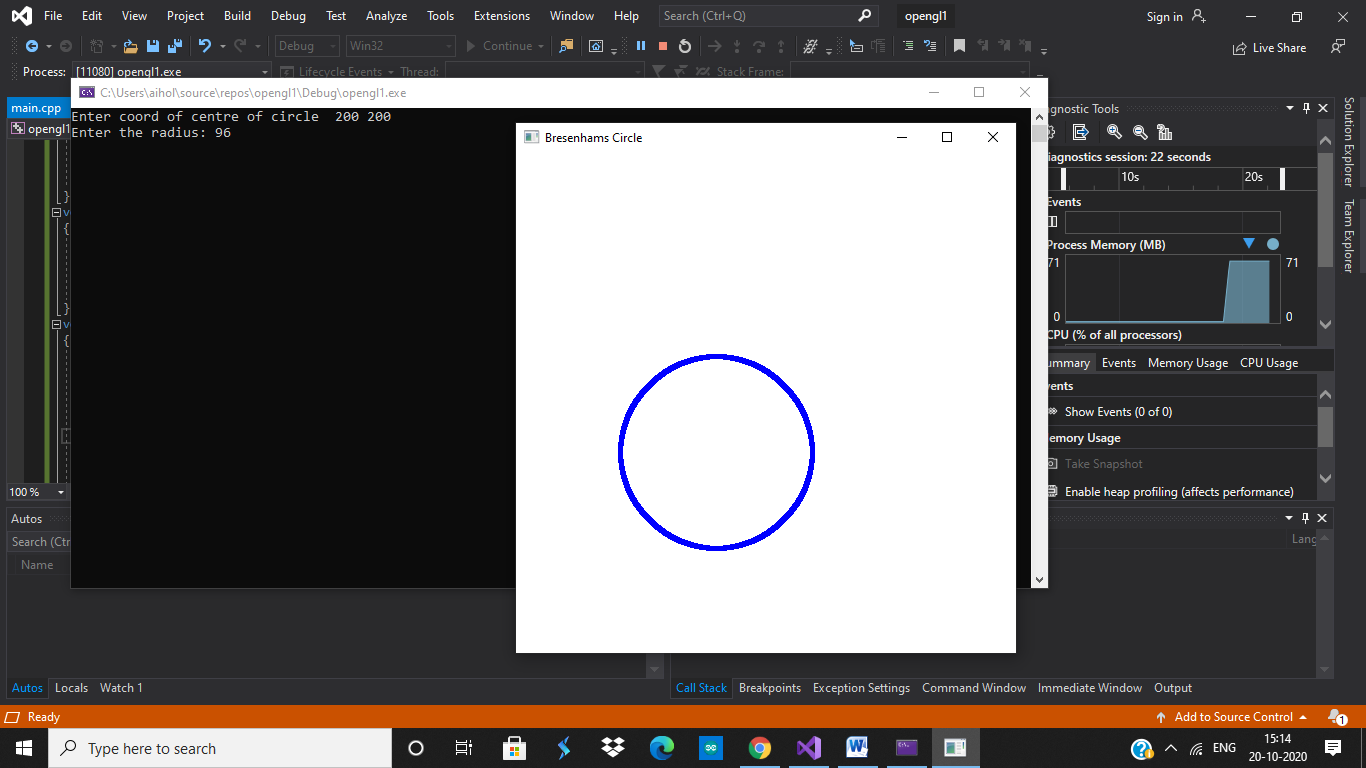 File Edit View Project Build Debug Test Analyze Tools Extensions Window Help Search (Ctrl+Q) opengl1 Sign in
Debug Win32 Continue Live Share
Process: [11080] opengl1.exe Lifecycle Events Thread: Stack Frame:
C:\Users\aihol\source\repos\opengl1\Debug\opengl1.exe
main.cpp
opengl1
Enter coord of centre of circle 200 200
Enter the radius: 96
}
{
}
{
100 %
Bresenhams Circle
agnostic Tools
iagnostics session: 22 seconds
10s 20s
Events
Process Memory (MB)
71 71
0 0
CPU (% of all processors)
ummary Events Memory Usage CPU Usage
vents
Show Events (0 of 0)
emory Usage
Take Snapshot
Enable heap profiling (affects performance)
Solution Explorer
Team Explorer
Autos
Search (Ctr
Name
Lang
Autos Locals Watch 1
Call Stack Breakpoints Exception Settings Command Window Immediate Window Output
Ready Add to Source Control 1
Type here to search ENG 15:14
20-10-2020